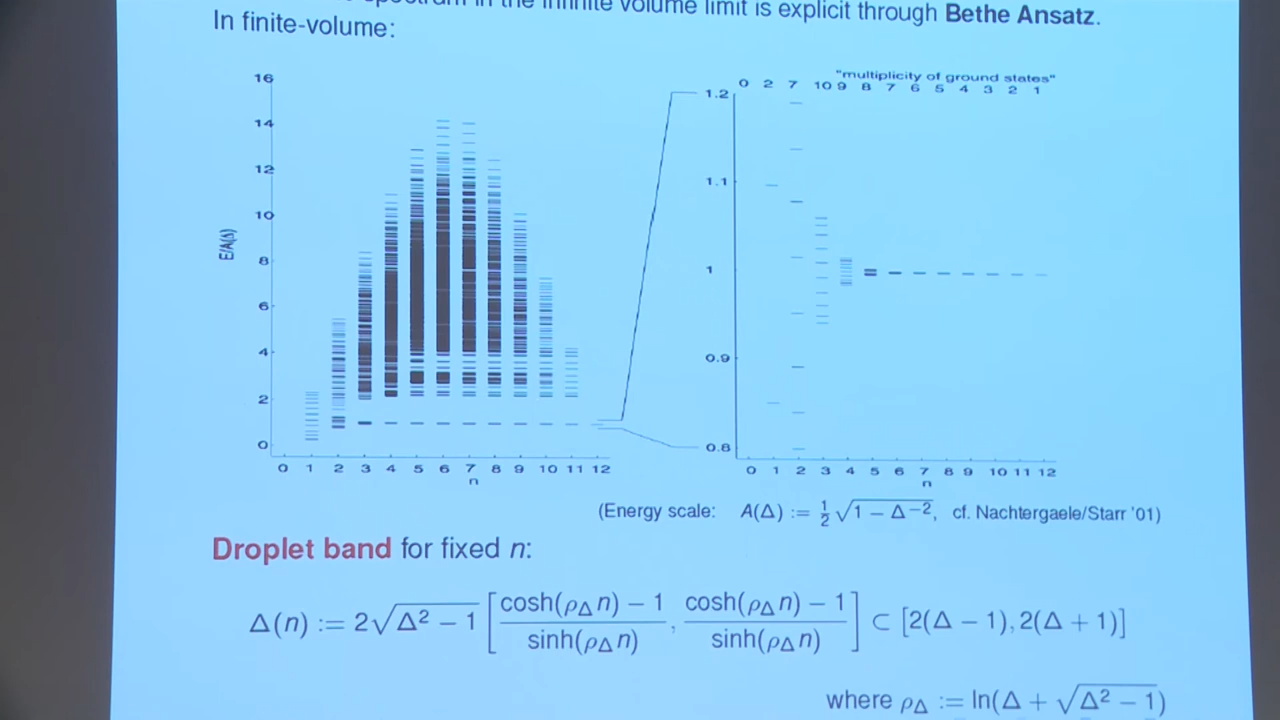 spectrum in the infinite volume limit is explicit through Bethe Ansatz.
In finite-volume:
"multiplicity of ground states"
0 2 7 10 9 8 7 6 5 4 3 2 1
16
14
12
10
8
6
4
2
0
E/A(Δ)
0 1 2 3 4 5 6 7 8 9 10 11 12
n
1.2
1.1
1
0.9
0.8
0 1 2 3 4 5 6 7 8 9 10 11 12
n
(Energy scale: A(Δ) := ½√(1 − Δ⁻²), cf. Nachtergaele/Starr '01)
Droplet band for fixed n:
Δ(n) := 2√(Δ² − 1) [ (cosh(ρ_Δ n) − 1)/(sinh(ρ_Δ n)), (cosh(ρ_Δ n) − 1)/(sinh(ρ_Δ n)) ] ⊂ [2(Δ − 1), 2(Δ + 1)]
where ρ_Δ := ln(Δ + √(Δ² − 1))